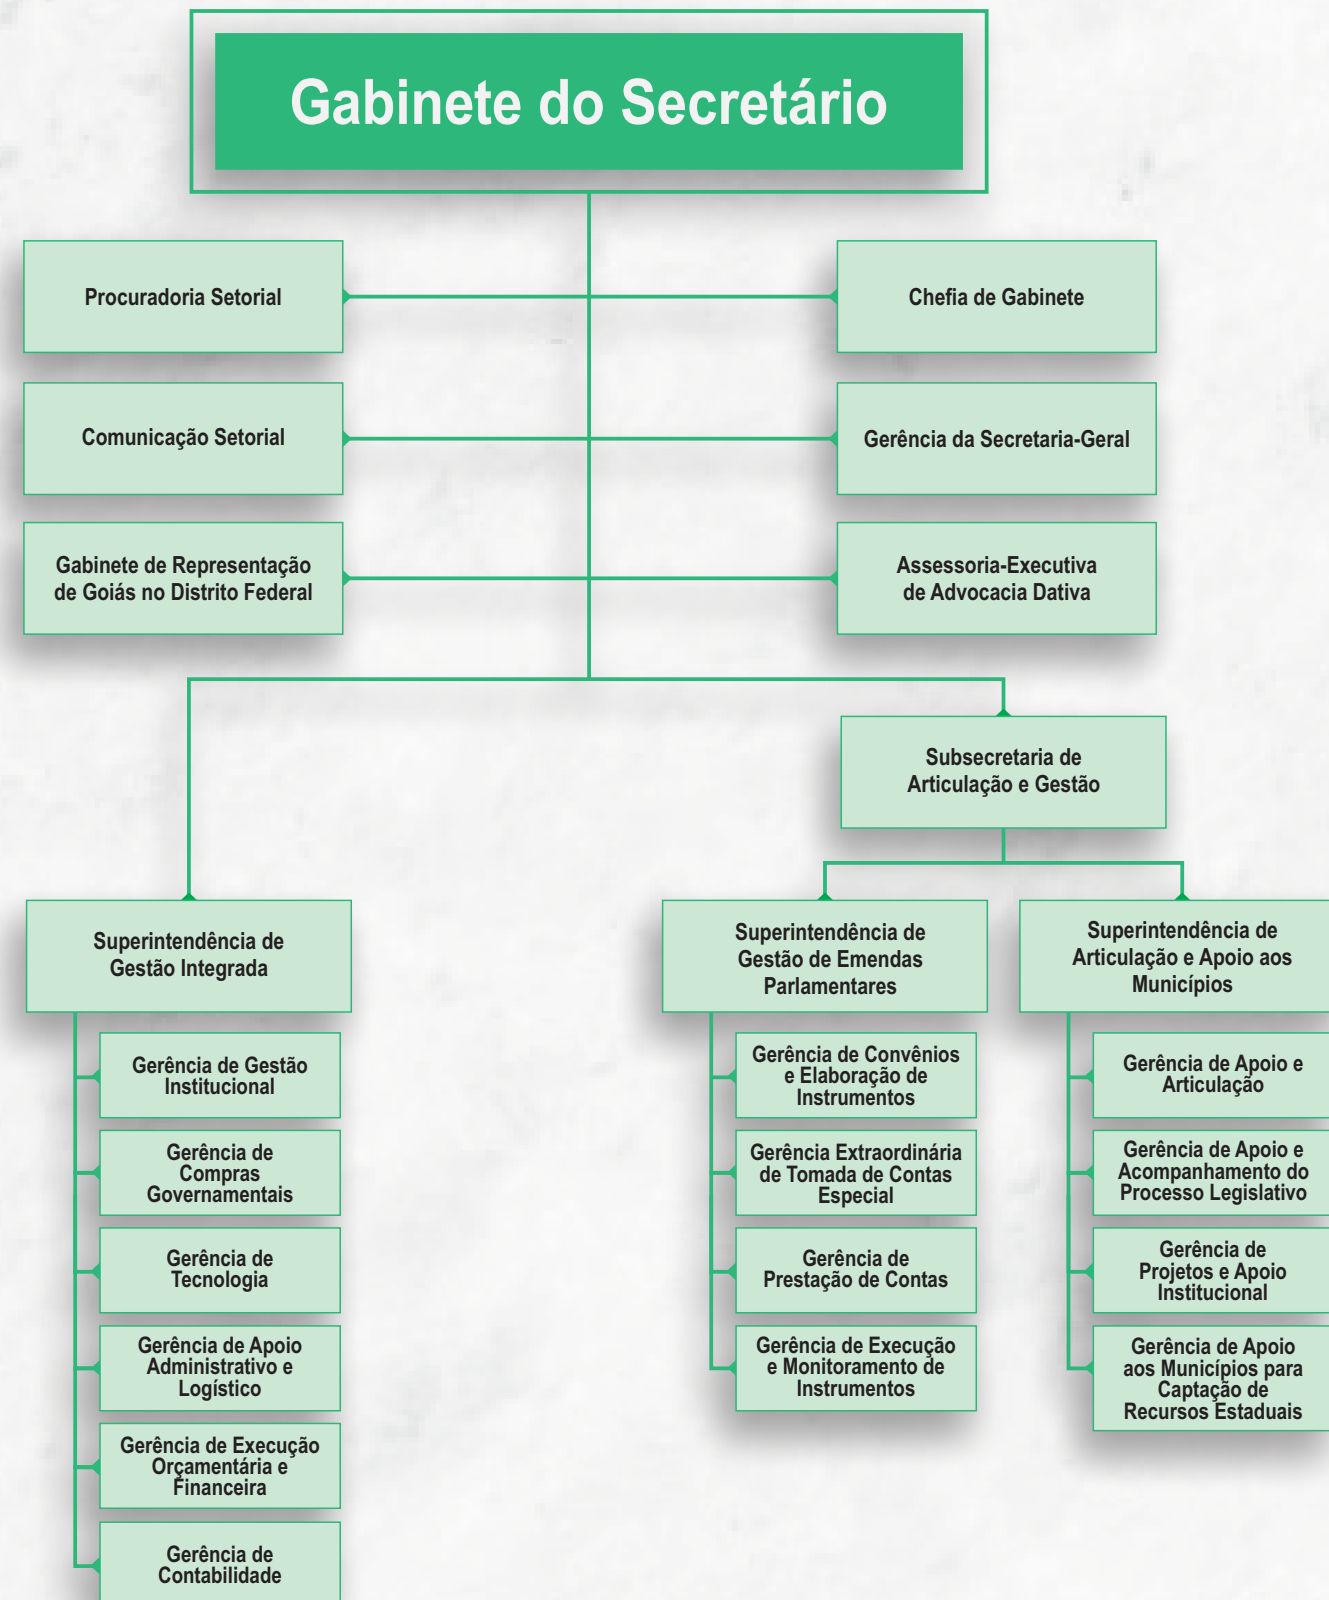 Gabinete do Secretário
Procuradoria Setorial
Chefia de Gabinete
Comunicação Setorial
Gerência da Secretaria-Geral
Gabinete de Representação
de Goiás no Distrito Federal
Assessoria-Executiva
de Advocacia Dativa
Subsecretaria de
Articulação e Gestão
Superintendência de
Gestão Integrada
Gerência de Gestão
Institucional
Gerência de
Compras
Governamentais
Gerência de
Tecnologia
Gerência de Apoio
Administrativo e
Logístico
Gerência de Execução
Orçamentária e
Financeira
Gerência de
Contabilidade
Superintendência de
Gestão de Emendas
Parlamentares
Gerência de Convênios
e Elaboração de
Instrumentos
Gerência Extraordinária
de Tomada de Contas
Especial
Gerência de
Prestação de Contas
Gerência de Execução
e Monitoramento de
Instrumentos
Superintendência de
Articulação e Apoio aos
Municípios
Gerência de Apoio e
Articulação
Gerência de Apoio e
Acompanhamento do
Processo Legislativo
Gerência de
Projetos e Apoio
Institucional
Gerência de Apoio
aos Municípios para
Captação de
Recursos Estaduais